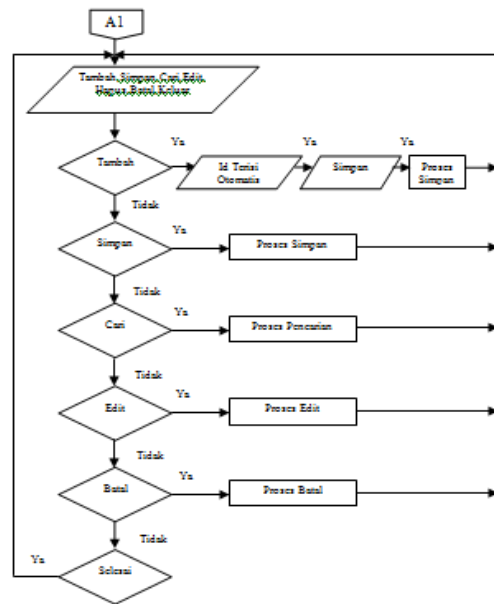 A1
Tambah, Simpan, Cari, Edit,
Hapus, Batal, Keluar
Ya
Ya
Ya
Tambah
Id Terisi
Otomatis
Simpan
Proses
Simpan
Tidak
Ya
Simpan
Proses Simpan
Tidak
Ya
Cari
Proses Pencarian
Tidak
Ya
Edit
Proses Edit
Tidak
Ya
Batal
Proses Batal
Tidak
Ya
Selesai